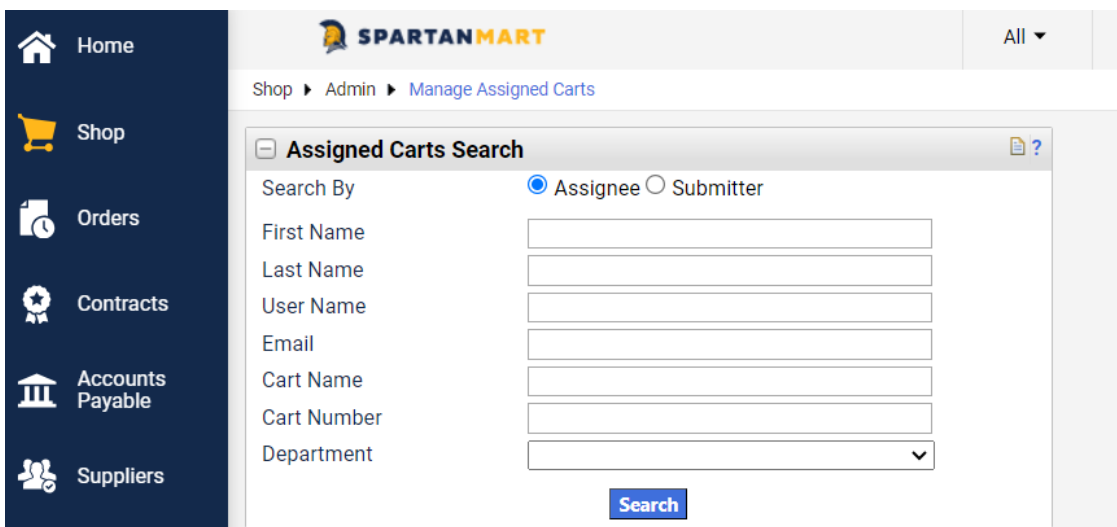 Home
SPARTANMART
All
Shop Admin Manage Assigned Carts
Shop
Assigned Carts Search ?
Search By Assignee Submitter
Orders
First Name
Last Name
Contracts
User Name
Email
Accounts
Payable
Cart Name
Cart Number
Suppliers
Department
Search